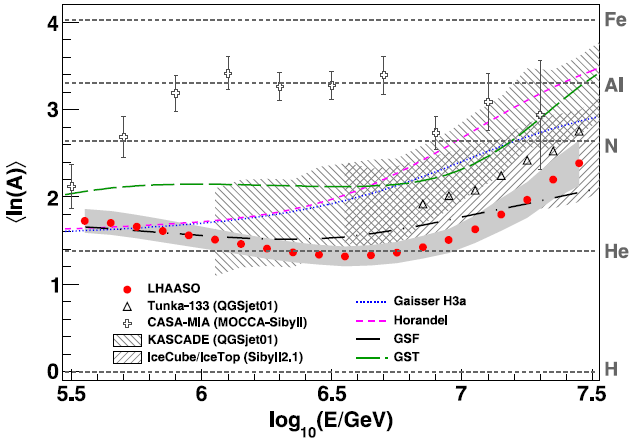 4
3
2
1
0
⟨ln(A)⟩
Fe
Al
N
He
H
LHAASO
Tunka-133 (QGSjet01)
CASA-MIA (MOCCA-Sibyll)
KASCADE (QGSjet01)
IceCube/IceTop (Sibyll2.1)
Gaisser H3a
Horandel
GSF
GST
5.5 6 6.5 7 7.5
log₁₀(E/GeV)